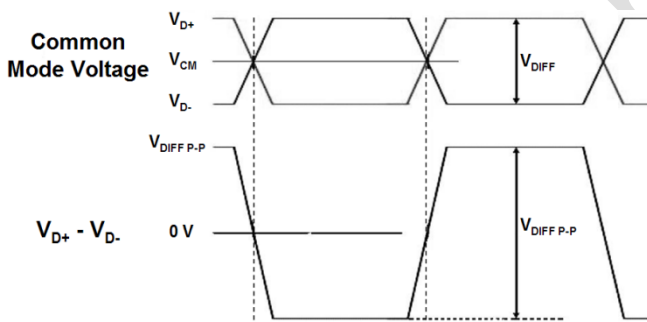 Common
Mode Voltage
VD+
VCM
VD-
VDIFF
VDIFF P-P
VD+ - VD-
0 V
VDIFF P-P